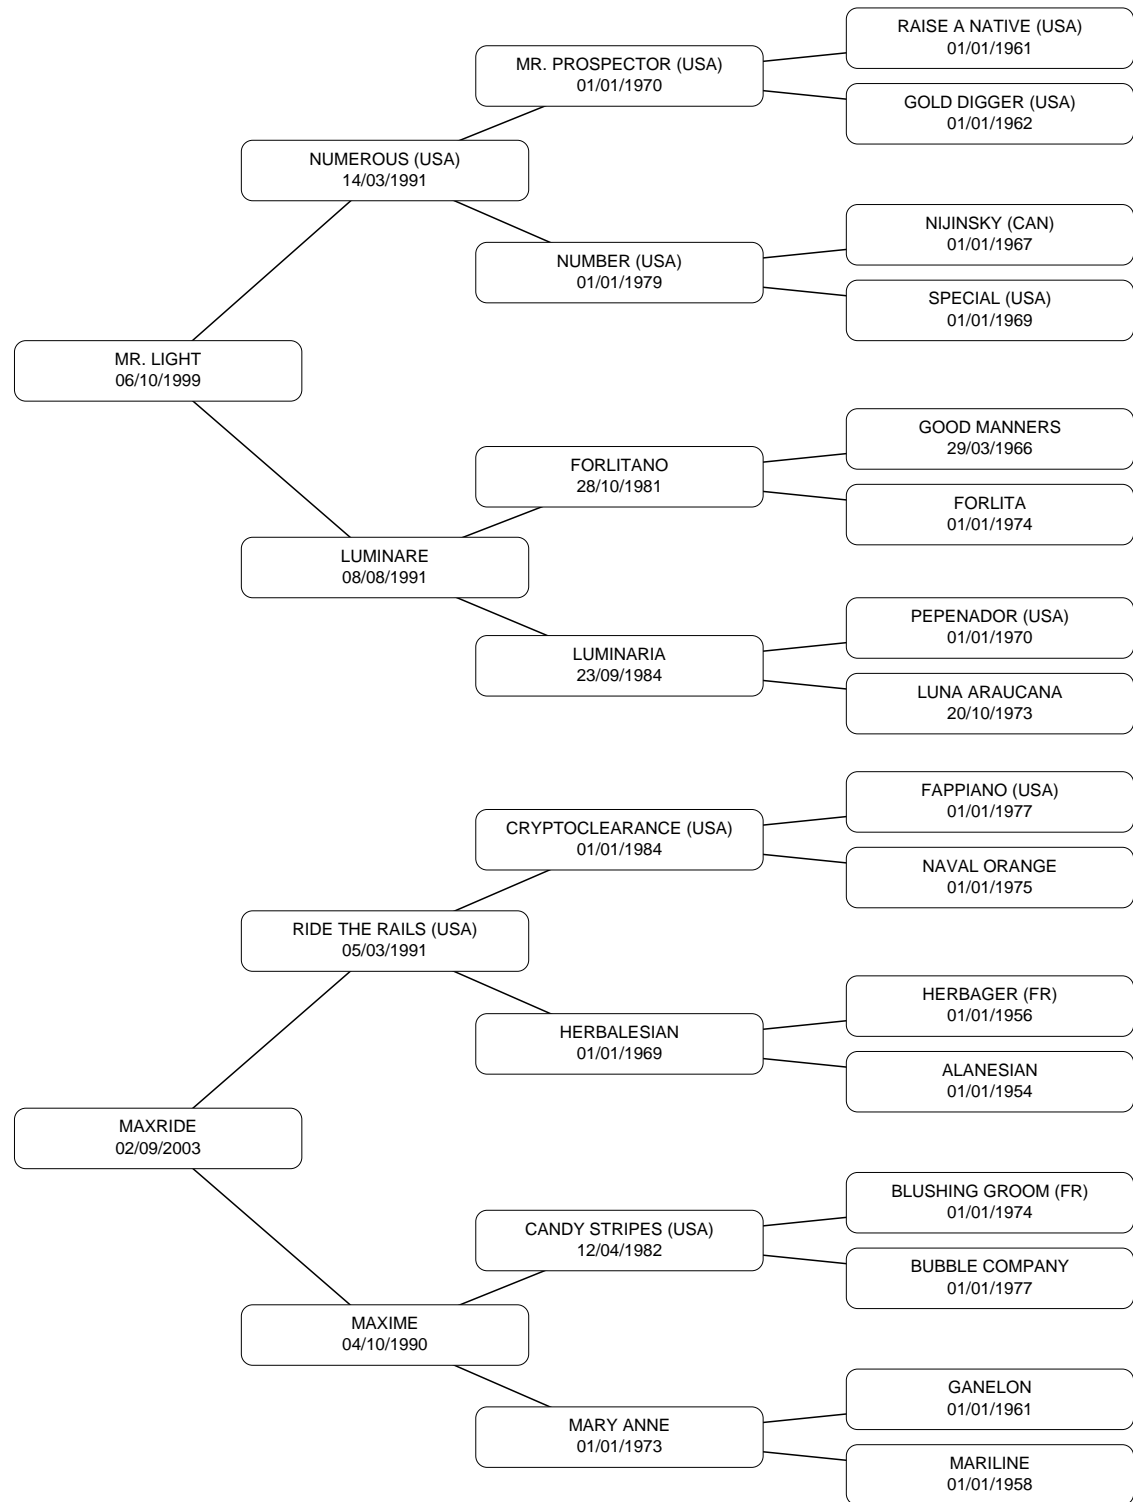 RAISE A NATIVE (USA)
01/01/1961
MR. PROSPECTOR (USA)
01/01/1970
GOLD DIGGER (USA)
01/01/1962
NUMEROUS (USA)
14/03/1991
NIJINSKY (CAN)
01/01/1967
NUMBER (USA)
01/01/1979
SPECIAL (USA)
01/01/1969
MR. LIGHT
06/10/1999
GOOD MANNERS
29/03/1966
FORLITANO
28/10/1981
FORLITA
01/01/1974
LUMINARE
08/08/1991
PEPENADOR (USA)
01/01/1970
LUMINARIA
23/09/1984
LUNA ARAUCANA
20/10/1973
FAPPIANO (USA)
01/01/1977
CRYPTOCLEARANCE (USA)
01/01/1984
NAVAL ORANGE
01/01/1975
RIDE THE RAILS (USA)
05/03/1991
HERBAGER (FR)
01/01/1956
HERBALESIAN
01/01/1969
ALANESIAN
01/01/1954
MAXRIDE
02/09/2003
BLUSHING GROOM (FR)
01/01/1974
CANDY STRIPES (USA)
12/04/1982
BUBBLE COMPANY
01/01/1977
MAXIME
04/10/1990
GANELON
01/01/1961
MARY ANNE
01/01/1973
MARILINE
01/01/1958